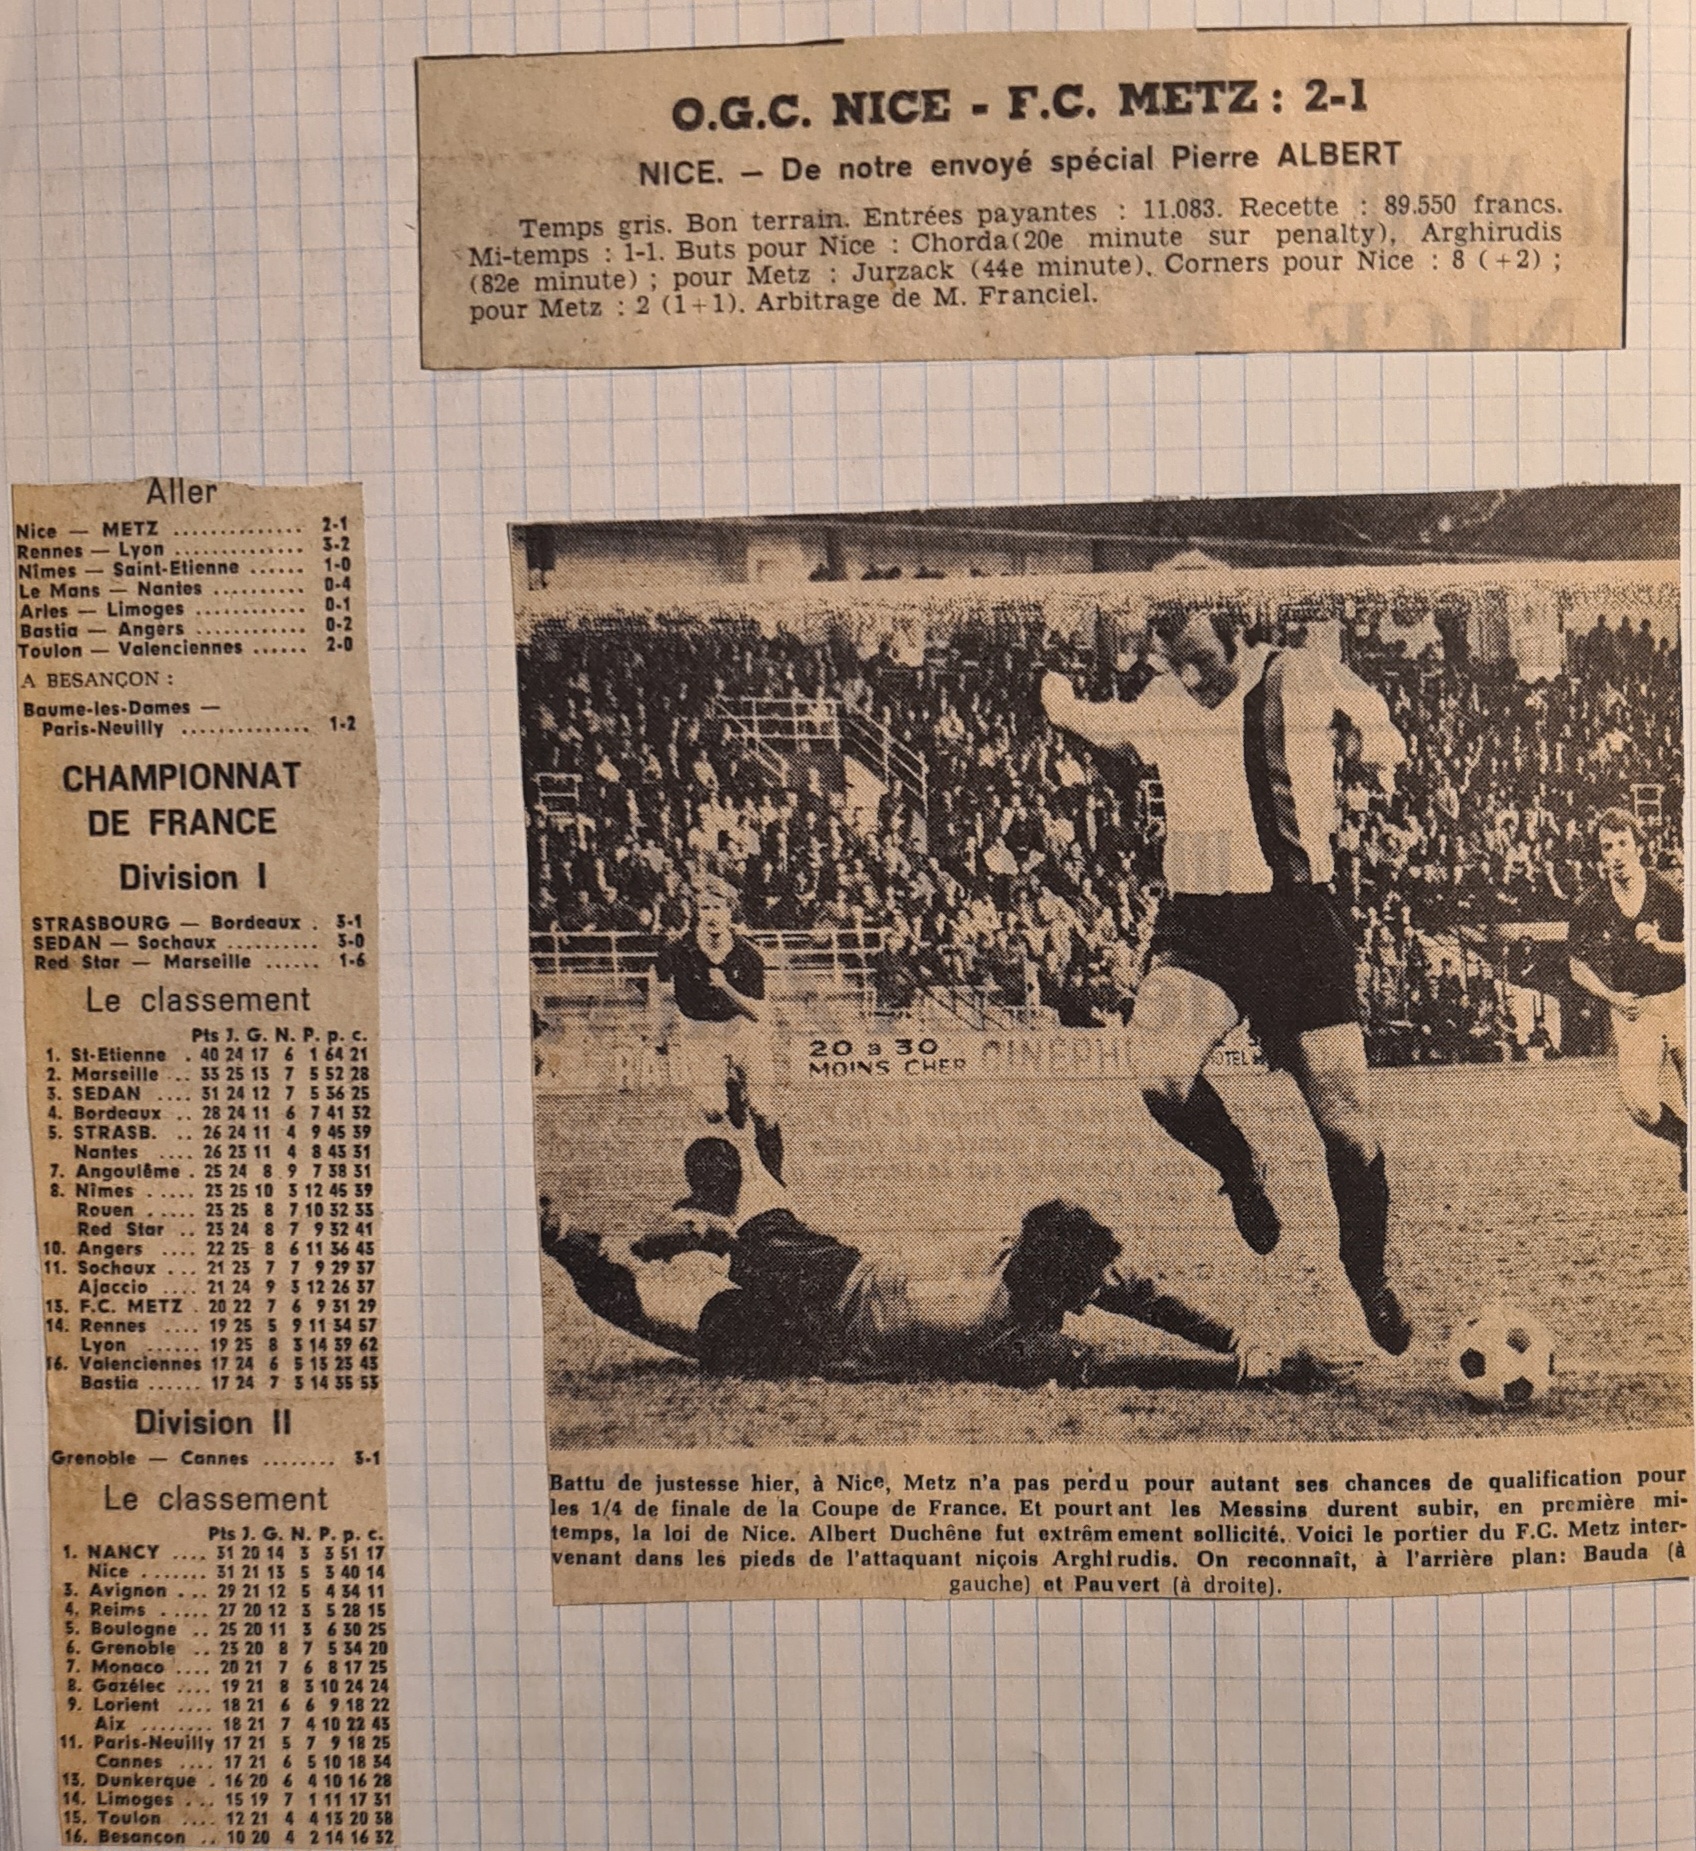 O.G.C. NICE - F.C. METZ : 2-1
NICE. — De notre envoyé spécial Pierre ALBERT
Temps gris. Bon terrain. Entrées payantes : 11.083. Recette : 89.550 francs.
Mi-temps : 1-1. Buts pour Nice : Chorda(20e minute sur penalty), Arghirudis
(82e minute) ; pour Metz : Jurzack (44e minute). Corners pour Nice : 8 (+2) ;
pour Metz : 2 (1+1). Arbitrage de M. Franciel.
Aller
Nice — METZ .............. 2-1
Rennes — Lyon .............. 3-2
Nîmes — Saint-Etienne ...... 1-0
Le Mans — Nantes .......... 0-4
Arles — Limoges ............ 0-1
Bastia — Angers ............ 0-2
Toulon — Valenciennes ...... 2-0
A BESANÇON :
Baume-les-Dames —
Paris-Neuilly .............. 1-2
CHAMPIONNAT
DE FRANCE
Division I
STRASBOURG — Bordeaux . 3-1
SEDAN — Sochaux .......... 3-0
Red Star — Marseille ...... 1-6
Le classement
Pts J. G. N. P. p. c.
1. St-Etienne . 40 24 17 6 1 64 21
2. Marseille ... 33 25 13 7 5 52 28
3. SEDAN .... 31 24 12 7 5 36 25
4. Bordeaux .. 28 24 11 6 7 41 32
5. STRASB. .. 26 24 11 4 9 45 39
Nantes .... 26 23 11 4 8 43 31
7. Angoulême . 25 24 8 9 7 38 31
8. Nîmes ..... 23 25 10 3 12 45 39
Rouen ..... 23 25 8 7 10 32 33
Red Star .. 23 24 8 7 9 32 41
10. Angers .... 22 25 8 6 11 36 43
11. Sochaux ... 21 23 7 7 9 29 37
Ajaccio .... 21 24 9 3 12 26 37
13. F.C. METZ . 20 22 7 6 9 31 29
14. Rennes .... 19 25 5 9 11 34 57
Lyon ...... 19 25 8 3 14 39 62
16. Valenciennes 17 24 6 5 13 23 43
Bastia ...... 17 24 7 3 14 35 53
Division II
Grenoble — Cannes ........ 3-1
Le classement
Pts J. G. N. P. p. c.
1. NANCY .... 31 20 14 3 3 51 17
Nice ....... 31 21 13 5 3 40 14
3. Avignon ... 29 21 12 5 4 34 11
4. Reims ..... 27 20 12 3 5 28 15
5. Boulogne .. 25 20 11 3 6 30 25
6. Grenoble .. 23 20 8 7 5 34 20
7. Monaco .... 20 21 7 6 8 17 25
8. Gazélec .... 19 21 8 3 10 24 24
9. Lorient .... 18 21 6 6 9 18 22
Aix ........ 18 21 7 4 10 22 43
11. Paris-Neuilly 17 21 5 7 9 18 25
Cannes .... 17 21 6 5 10 18 34
13. Dunkerque . 16 20 6 4 10 16 28
14. Limoges ... 15 19 7 1 11 17 31
15. Toulon .... 12 21 4 4 13 20 38
16. Besançon .. 10 20 4 2 14 16 32
20 a 30
MOINS CHER
HOTEL
Battu de justesse hier, à Nice, Metz n'a pas perdu pour autant ses chances de qualification pour
les 1/4 de finale de la Coupe de France. Et pourtant les Messins durent subir, en première mi-
temps, la loi de Nice. Albert Duchêne fut extrêmement sollicité. Voici le portier du F.C. Metz inter-
venant dans les pieds de l'attaquant niçois Arghirudis. On reconnaît, à l'arrière plan: Bauda (à
gauche) et Pauvert (à droite).